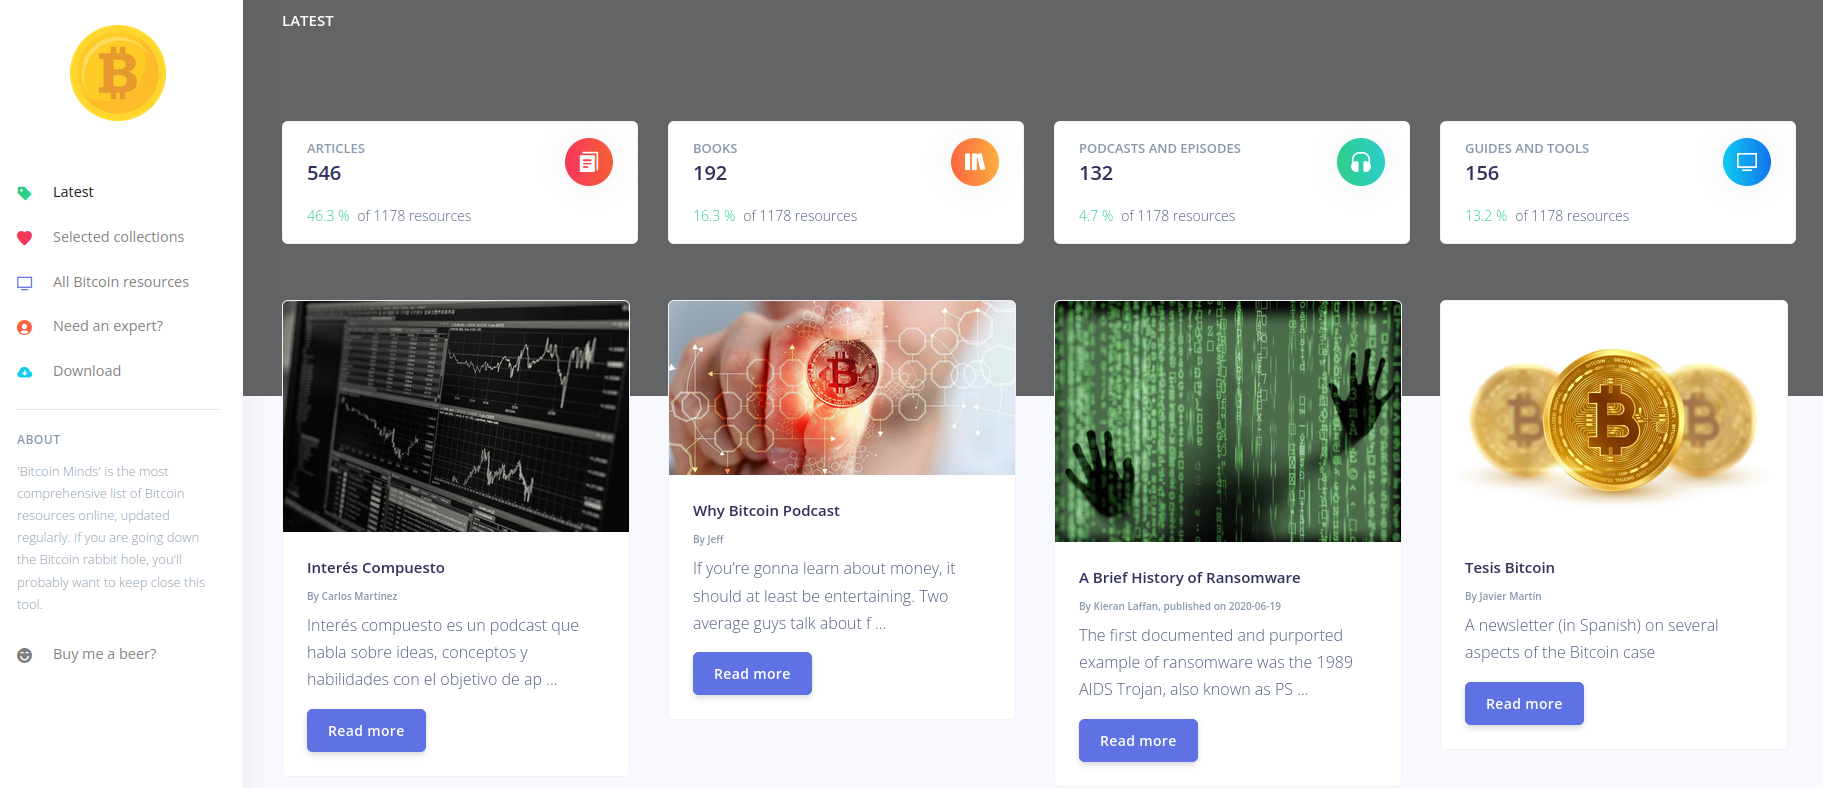 LATEST
Latest
Selected collections
All Bitcoin resources
Need an expert?
Download
ABOUT
'Bitcoin Minds' is the most
comprehensive list of Bitcoin
resources online, updated
regularly. If you are going down
the Bitcoin rabbit hole, you'll
probably want to keep close this
tool.
Buy me a beer?
ARTICLES
546
46.3 % of 1178 resources
BOOKS
192
16.3 % of 1178 resources
PODCASTS AND EPISODES
132
4.7 % of 1178 resources
GUIDES AND TOOLS
156
13.2 % of 1178 resources
Interés Compuesto
By Carlos Martínez
Interés compuesto es un podcast que
habla sobre ideas, conceptos y
habilidades con el objetivo de ap ...
Read more
Why Bitcoin Podcast
By Jeff
If you’re gonna learn about money, it
should at least be entertaining. Two
average guys talk about f ...
Read more
A Brief History of Ransomware
By Kieran Laffan, published on 2020-06-19
The first documented and purported
example of ransomware was the 1989
AIDS Trojan, also known as PS ...
Read more
Tesis Bitcoin
By Javier Martín
A newsletter (in Spanish) on several
aspects of the Bitcoin case
Read more